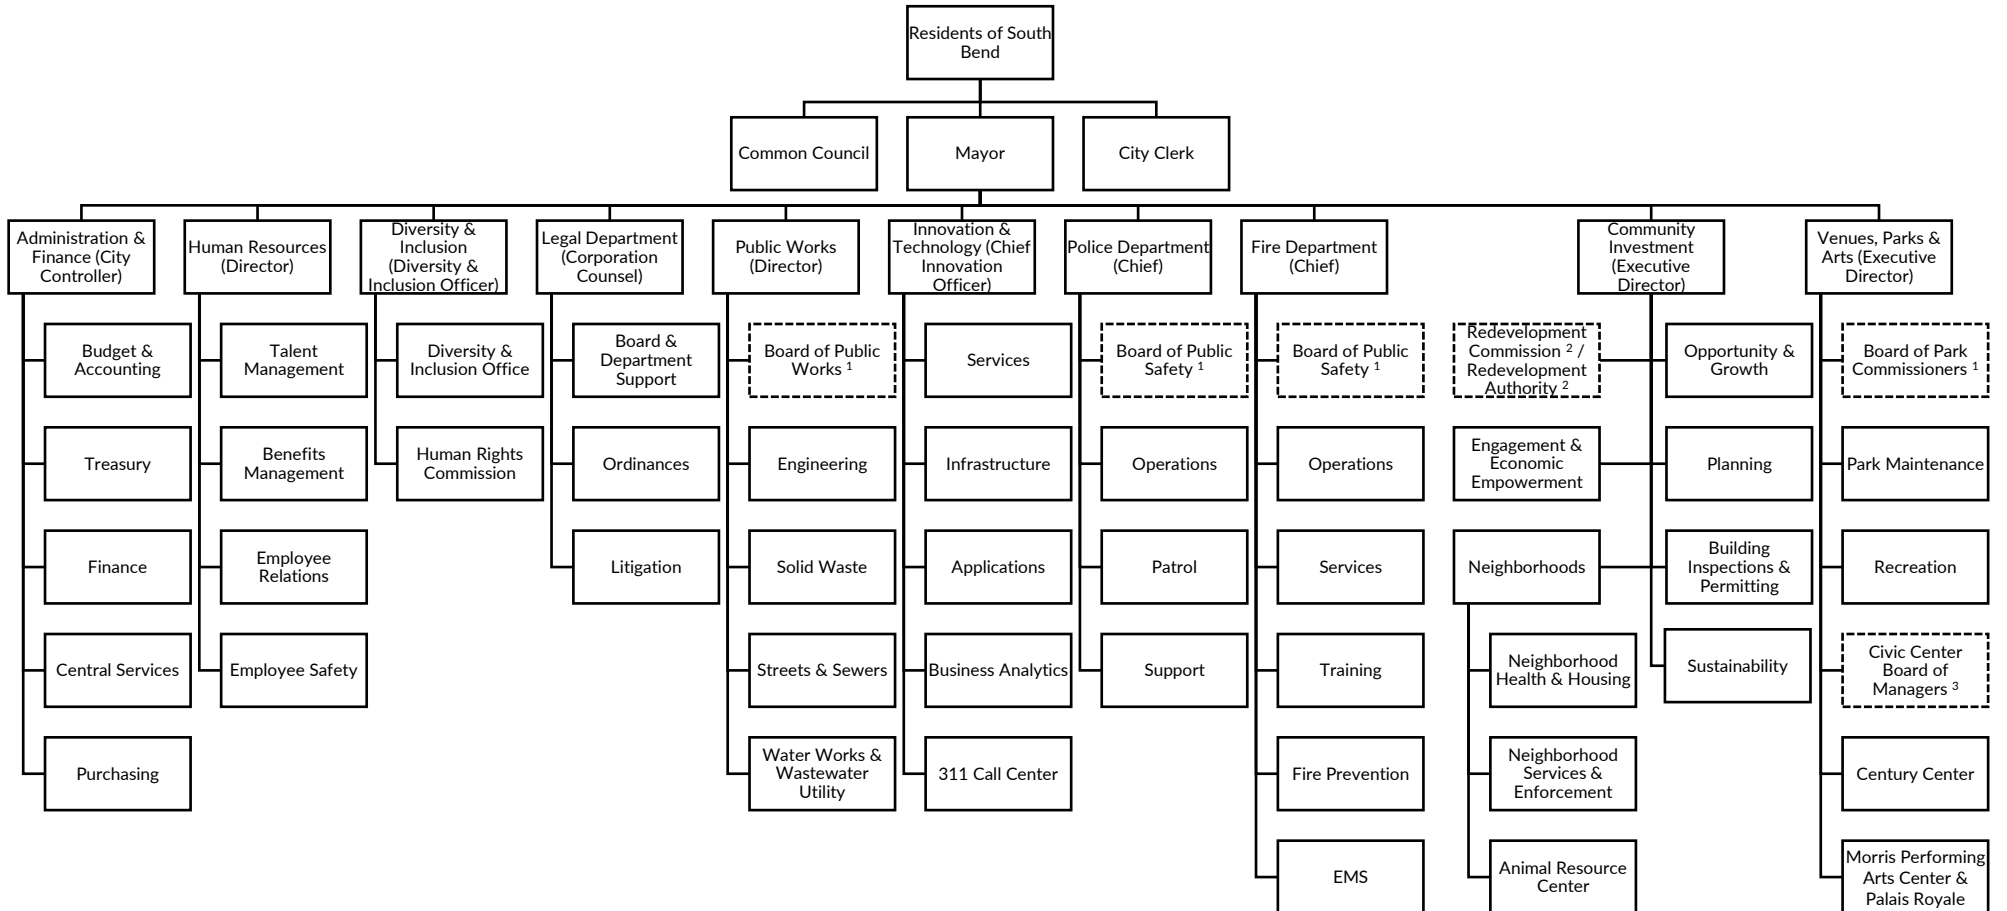 Residents of South
Bend
Common Council
Mayor
City Clerk
Administration &
Finance (City
Controller)
Human Resources
(Director)
Diversity &
Inclusion
(Diversity &
Inclusion Officer)
Legal Department
(Corporation
Counsel)
Public Works
(Director)
Innovation &
Technology (Chief
Innovation
Officer)
Police Department
(Chief)
Fire Department
(Chief)
Community
Investment
(Executive
Director)
Venues, Parks &
Arts (Executive
Director)
Budget &
Accounting
Talent
Management
Diversity &
Inclusion Office
Board &
Department
Support
Board of Public
Works ¹
Services
Board of Public
Safety ¹
Board of Public
Safety ¹
Redevelopment
Commission ² /
Redevelopment
Authority ²
Opportunity &
Growth
Board of Park
Commissioners ¹
Treasury
Benefits
Management
Human Rights
Commission
Ordinances
Engineering
Infrastructure
Operations
Operations
Engagement &
Economic
Empowerment
Planning
Park Maintenance
Finance
Employee
Relations
Litigation
Solid Waste
Applications
Patrol
Services
Neighborhoods
Building
Inspections &
Permitting
Recreation
Central Services
Employee Safety
Streets & Sewers
Business Analytics
Support
Training
Neighborhood
Health & Housing
Sustainability
Civic Center
Board of
Managers ³
Purchasing
Water Works &
Wastewater
Utility
311 Call Center
Fire Prevention
Neighborhood
Services &
Enforcement
Century Center
EMS
Animal Resource
Center
Morris Performing
Arts Center &
Palais Royale